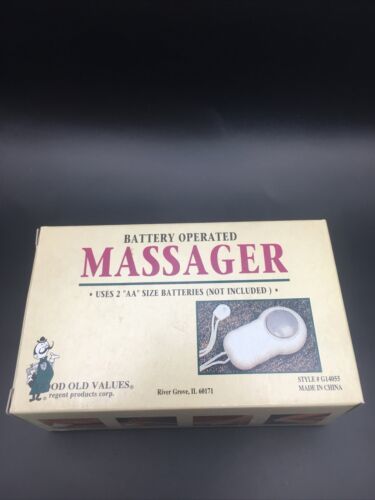 BATTERY OPERATED
MASSAGER
• USES 2 "AA" SIZE BATTERIES (NOT INCLUDED) •
OOD OLD VALUES®
regent products corp.
River Grove, IL 60171
STYLE # G14055
MADE IN CHINA